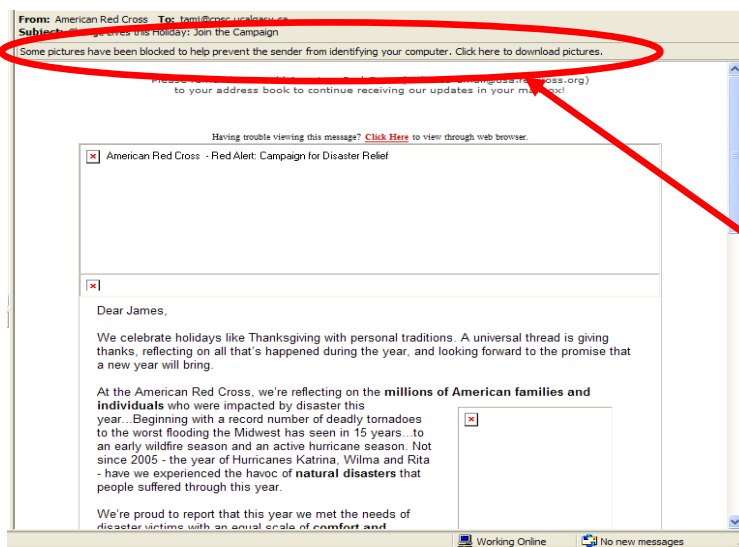 From: American Red Cross To: tami@cpsc.ucalgary.ca
Subject: Change Lives this Holiday: Join the Campaign
Some pictures have been blocked to help prevent the sender from identifying your computer. Click here to download pictures.
to your address book to continue receiving our updates in your mailbox!
Having trouble viewing this message? Click Here to view through web browser.
American Red Cross - Red Alert: Campaign for Disaster Relief
Dear James,
We celebrate holidays like Thanksgiving with personal traditions. A universal thread is giving
thanks, reflecting on all that's happened during the year, and looking forward to the promise that
a new year will bring.
At the American Red Cross, we're reflecting on the millions of American families and
individuals who were impacted by disaster this
year...Beginning with a record number of deadly tornadoes
to the worst flooding the Midwest has seen in 15 years...to
an early wildfire season and an active hurricane season. Not
since 2005 - the year of Hurricanes Katrina, Wilma and Rita
- have we experienced the havoc of natural disasters that
people suffered through this year.
We're proud to report that this year we met the needs of
disaster victims with an equal scale of comfort and
Working Online No new messages